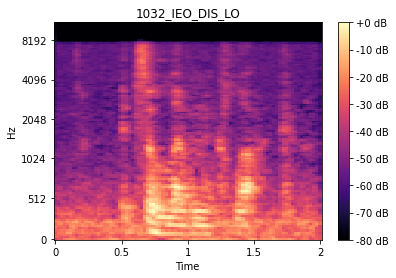 1032_IEO_DIS_LO
+0 dB
8192
-10 dB
4096
-20 dB
-30 dB
2048
Hz
-40 dB
1024
-50 dB
512
-60 dB
-70 dB
0
-80 dB
0
0.5
1
1.5
2
Time